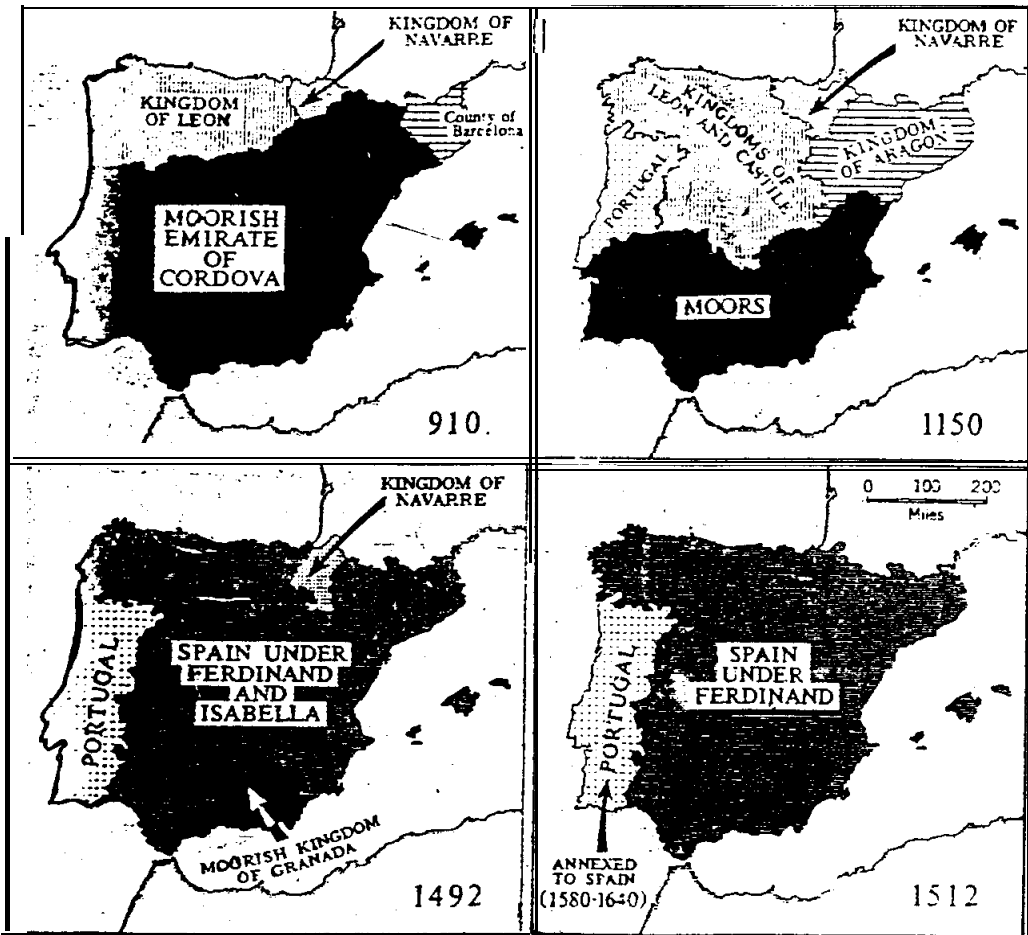 KINGDOM OF
NAVARRE
KINGDOM
OF LEON
County of
Barcelona
MOORISH
EMIRATE
OF
CORDOVA
910.
KINGDOM OF
NAVARRE
KINGDOMS OF
LEON AND CASTILE
KINGDOM
OF ARAGON
PORTUGAL
MOORS
1150
KINGDOM OF
NAVARRE
PORTUGAL
SPAIN UNDER
FERDINAND
AND
ISABELLA
MOORISH KINGDOM
OF GRANADA
1492
0 100 200
Miles
SPAIN
UNDER
FERDINAND
PORTUGAL
ANNEXED
TO SPAIN
(1580-1640)
1512